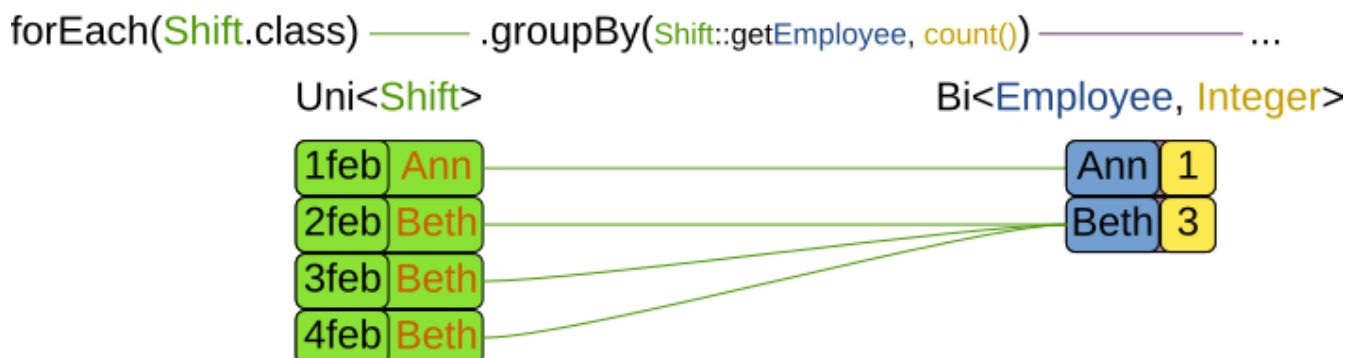 forEach(Shift.class) .groupBy(Shift::getEmployee, count()) ...
Uni<Shift> Bi<Employee, Integer>
1feb Ann Ann 1
2feb Beth Beth 3
3feb Beth
4feb Beth